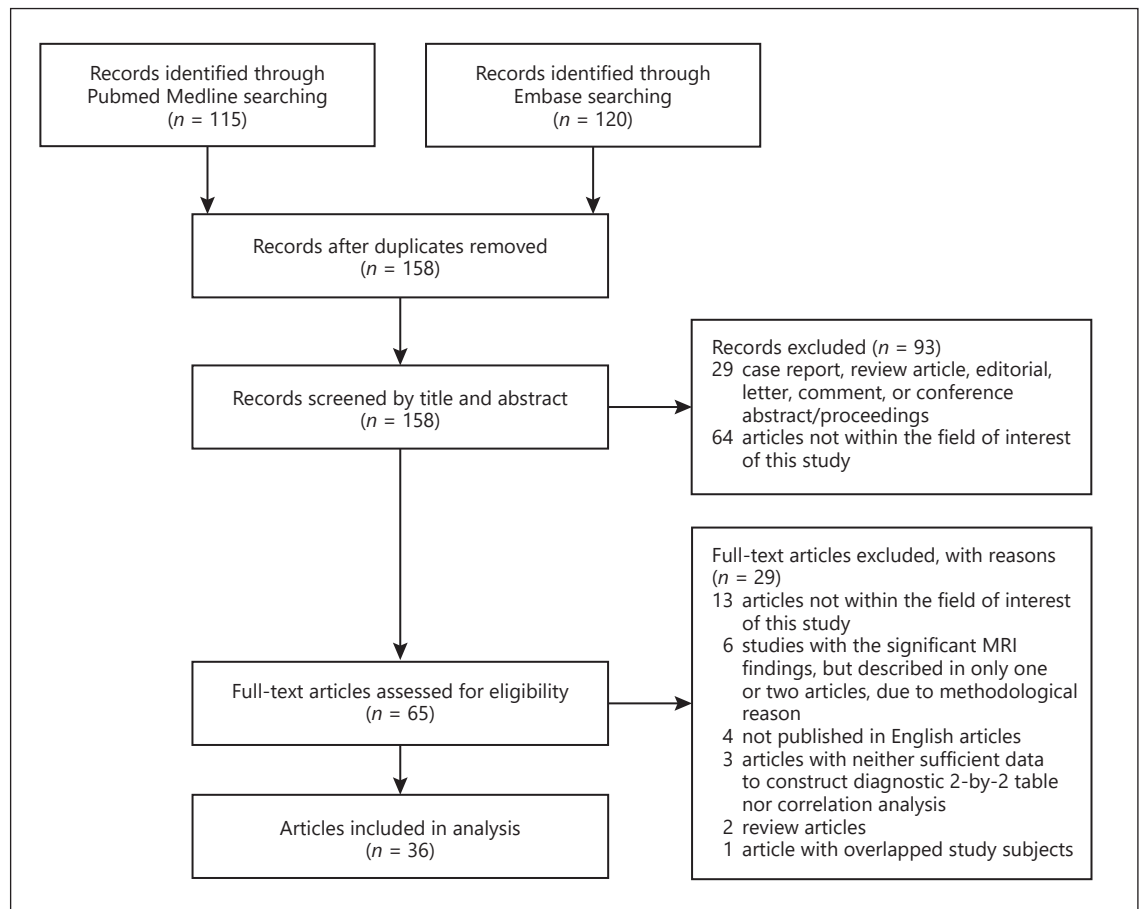 Records identified through
Pubmed Medline searching
(n = 115)
Records identified through
Embase searching
(n = 120)
Records after duplicates removed
(n = 158)
Records screened by title and abstract
(n = 158)
Records excluded (n = 93)
29 case report, review article, editorial,
letter, comment, or conference
abstract/proceedings
64 articles not within the field of interest
of this study
Full-text articles assessed for eligibility
(n = 65)
Full-text articles excluded, with reasons
(n = 29)
13 articles not within the field of interest
of this study
6 studies with the significant MRI
findings, but described in only one
or two articles, due to methodological
reason
4 not published in English articles
3 articles with neither sufficient data
to construct diagnostic 2-by-2 table
nor correlation analysis
2 review articles
1 article with overlapped study subjects
Articles included in analysis
(n = 36)